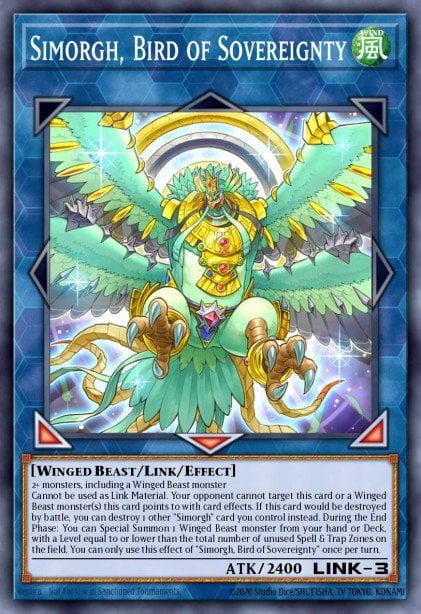 Simorgh, Bird of Sovereignty
WIND
風
[Winged Beast/Link/Effect]
2+ monsters, including a Winged Beast monster
Cannot be used as Link Material. Your opponent cannot target this card or a Winged
Beast monster(s) this card points to with card effects. If this card would be destroyed
by battle, you can destroy 1 other "Simorgh" card you control instead. During the End
Phase: You can Special Summon 1 Winged Beast monster from your hand or Deck,
with a Level equal to or lower than the total number of unused Spell & Trap Zones on
the field. You can only use this effect of "Simorgh, Bird of Sovereignty" once per turn.
ATK/2400 LINK-3
Replica - Not For Use in Sanctioned Tornaments ©2020 Studio Dice/SHUEISHA, TV TOKYO, KONAMI